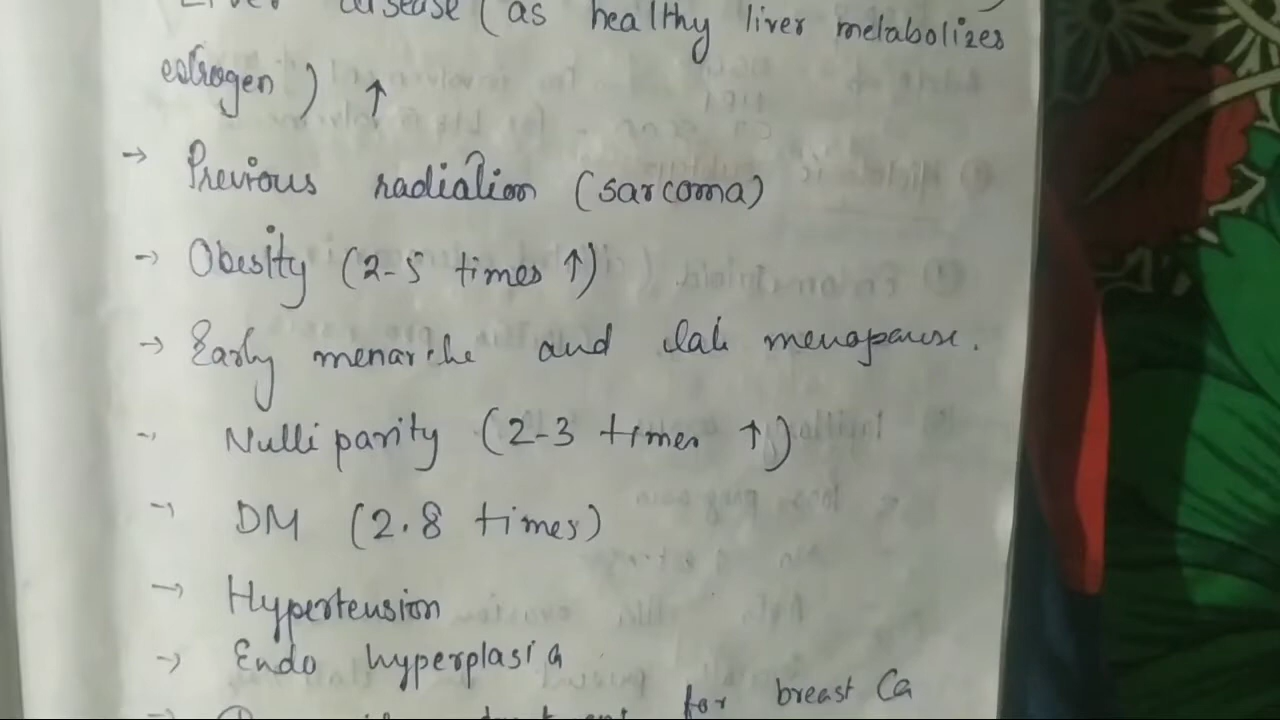 Liver disease (as healthy liver metabolizes
estrogen) ↑
→ Previous radiation (sarcoma)
→ Obesity (2-5 times ↑)
→ Early menarche and late menopause.
→ Nulliparity (2-3 times ↑)
→ DM (2.8 times)
→ Hypertension
→ Endo hyperplasia
→ for breast Ca